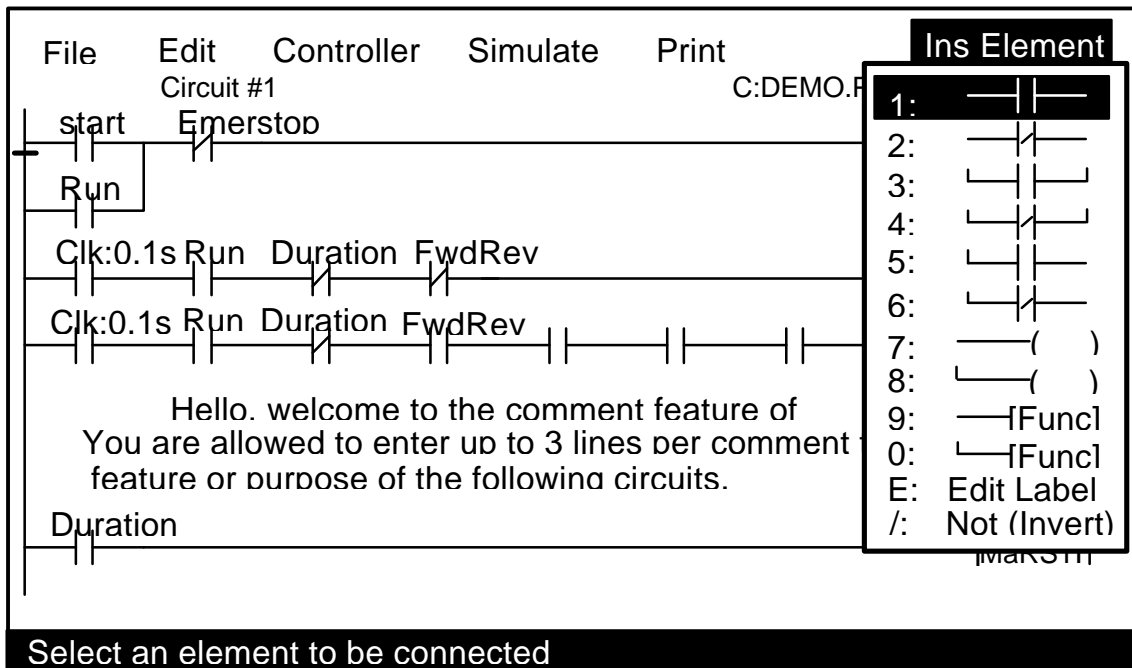 File Edit Controller Simulate Print Ins Element
Circuit #1 C:DEMO.P
1:
start Emerstop
2:
Run
3:
4:
Clk:0.1s Run Duration FwdRev
5:
6:
Clk:0.1s Run Duration FwdRev
7: ( )
8: ( )
Hello, welcome to the comment feature of
9: [Func]
You are allowed to enter up to 3 lines per comment
0: [Func]
feature or purpose of the following circuits.
E: Edit Label
Duration
/: Not (Invert)
Select an element to be connected